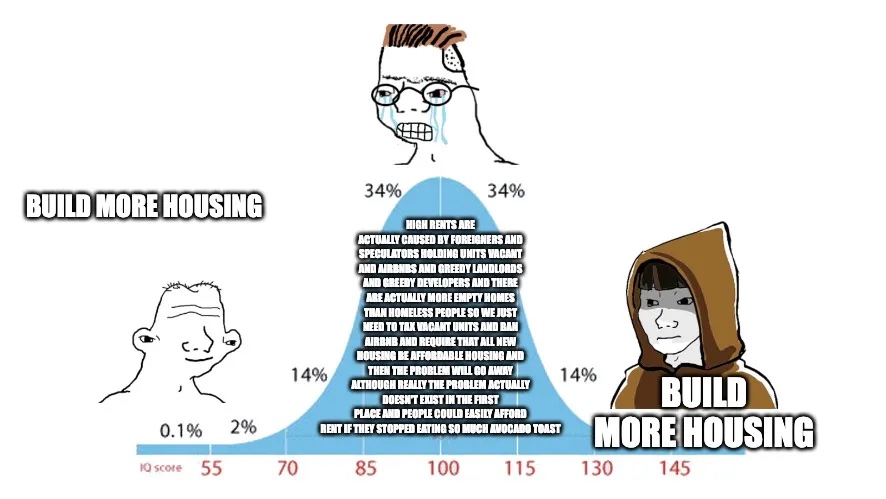 34% 34%
BUILD MORE HOUSING
HIGH RENTS ARE
ACTUALLY CAUSED BY FOREIGNERS AND
SPECULATORS HOLDING UNITS VACANT
AND AIRBNBS AND GREEDY LANDLORDS
AND GREEDY DEVELOPERS AND THERE
ARE ACTUALLY MORE EMPTY HOMES
THAN HOMELESS PEOPLE SO WE JUST
NEED TO TAX VACANT UNITS AND BAN
AIRBNB AND REQUIRE THAT ALL NEW
HOUSING BE AFFORDABLE HOUSING AND
THEN THE PROBLEM WILL GO AWAY
ALTHOUGH REALLY THE PROBLEM ACTUALLY
DOESN'T EXIST IN THE FIRST
PLACE AND PEOPLE COULD EASILY AFFORD
RENT IF THEY STOPPED EATING SO MUCH AVOCADO TOAST
14% 14%
BUILD
MORE HOUSING
0.1% 2%
IQ score 55 70 85 100 115 130 145